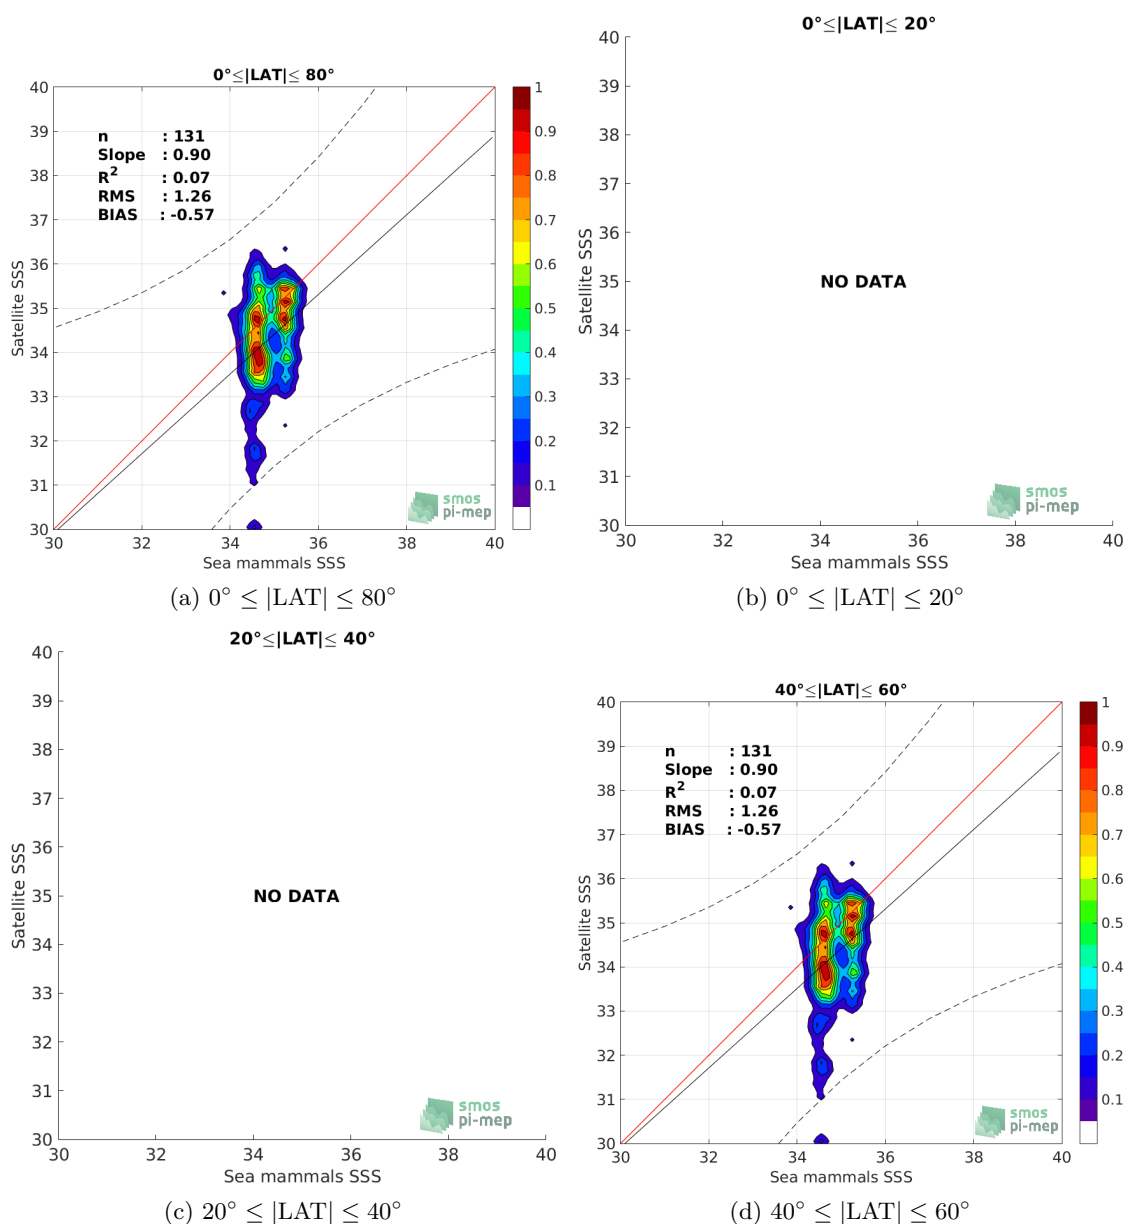 0°≤|LAT|≤ 80°
40
39
38
37
36
35
34
33
32
31
30
Satellite SSS
n : 131
Slope : 0.90
R² : 0.07
RMS : 1.26
BIAS : -0.57
1
0.9
0.8
0.7
0.6
0.5
0.4
0.3
0.2
0.1
smos
pi-mep
30 32 34 36 38 40
Sea mammals SSS
(a) 0° ≤ |LAT| ≤ 80°
0°≤|LAT|≤ 20°
40
39
38
37
36
35
34
33
32
31
30
Satellite SSS
NO DATA
smos
pi-mep
30 32 34 36 38 40
Sea mammals SSS
(b) 0° ≤ |LAT| ≤ 20°
20°≤|LAT|≤ 40°
40
39
38
37
36
35
34
33
32
31
30
Satellite SSS
NO DATA
smos
pi-mep
30 32 34 36 38 40
Sea mammals SSS
(c) 20° ≤ |LAT| ≤ 40°
40°≤|LAT|≤ 60°
40
39
38
37
36
35
34
33
32
31
30
Satellite SSS
n : 131
Slope : 0.90
R² : 0.07
RMS : 1.26
BIAS : -0.57
1
0.9
0.8
0.7
0.6
0.5
0.4
0.3
0.2
0.1
smos
pi-mep
30 32 34 36 38 40
Sea mammals SSS
(d) 40° ≤ |LAT| ≤ 60°